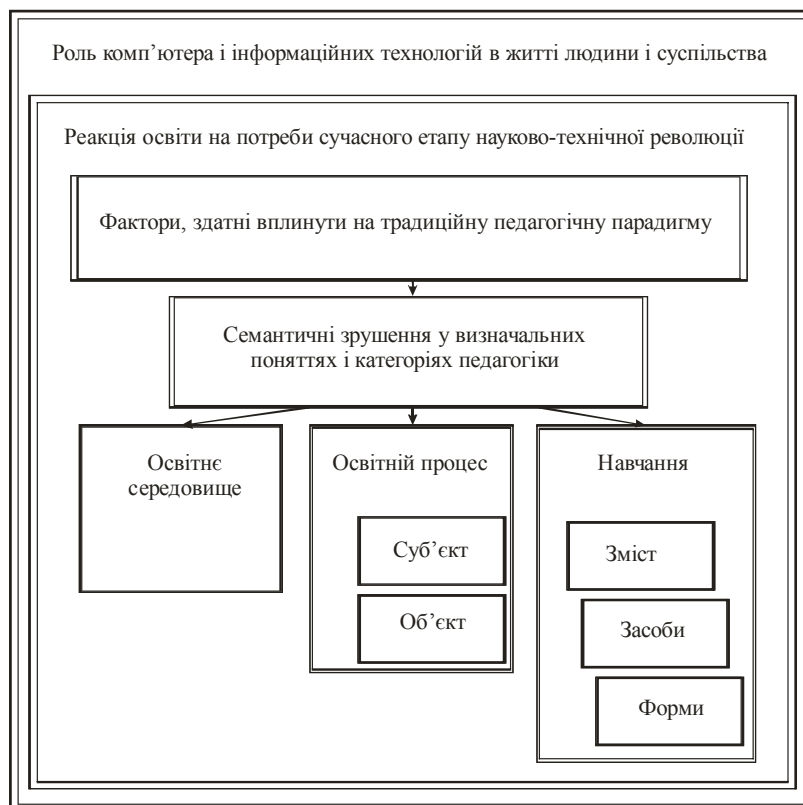 Роль комп’ютера і інформаційних технологій в житті людини і суспільства
Реакція освіти на потреби сучасного етапу науково-технічної революції
Фактори, здатні вплинути на традиційну педагогічну парадигму
Семантичні зрушення у визначальних
поняттях і категоріях педагогіки
Освітнє
середовище
Освітній процес
Суб’єкт
Об’єкт
Навчання
Зміст
Засоби
Форми